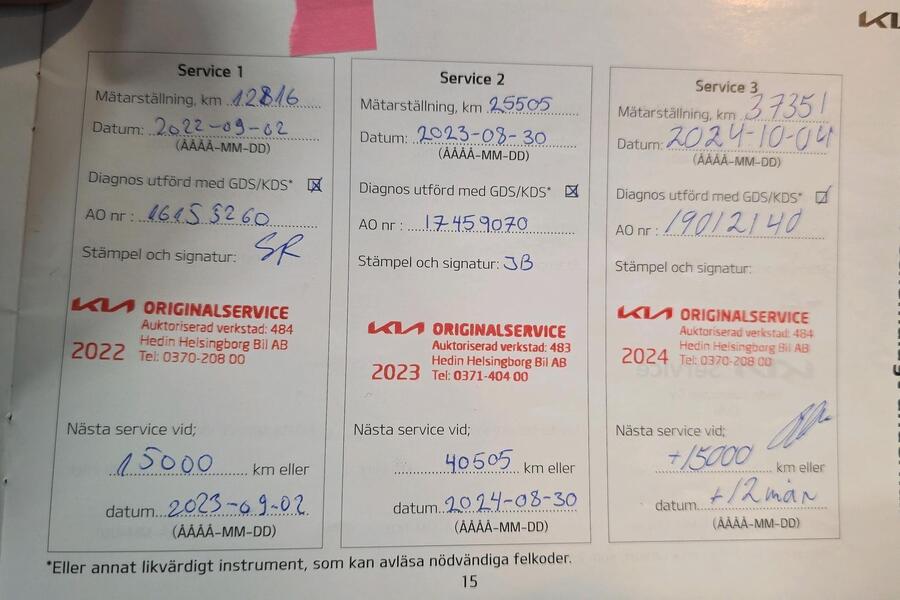 KIA
Service 1
Mätarställning, km 12816
Datum: 2022-09-02
(ÅÅÅÅ-MM-DD)
Diagnos utförd med GDS/KDS*
AO nr :
Stämpel och signatur: SR
KIA ORIGINALSERVICE
Auktoriserad verkstad: 484
Hedin Helsingborg Bil AB
2022 Tel: 0370-208 00
Nästa service vid;
15000 km eller
datum 2023-09-02
(ÅÅÅÅ-MM-DD)
Service 2
Mätarställning, km 25505
Datum: 2023-08-30
(ÅÅÅÅ-MM-DD)
Diagnos utförd med GDS/KDS*
AO nr : 17459070
Stämpel och signatur: JB
KIA ORIGINALSERVICE
Auktoriserad verkstad: 483
Hedin Helsingborg Bil AB
2023 Tel: 0371-404 00
Nästa service vid;
40505 km eller
datum 2024-08-30
(ÅÅÅÅ-MM-DD)
Service 3
Mätarställning, km 37351
Datum: 2024-10-04
(ÅÅÅÅ-MM-DD)
Diagnos utförd med GDS/KDS*
AO nr : 19012140
Stämpel och signatur:
KIA ORIGINALSERVICE
Auktoriserad verkstad: 484
Hedin Helsingborg Bil AB
2024 Tel: 0370-208 00
Nästa service vid;
+15000 km eller
datum +12 mån
(ÅÅÅÅ-MM-DD)
*Eller annat likvärdigt instrument, som kan avläsa nödvändiga felkoder.
15